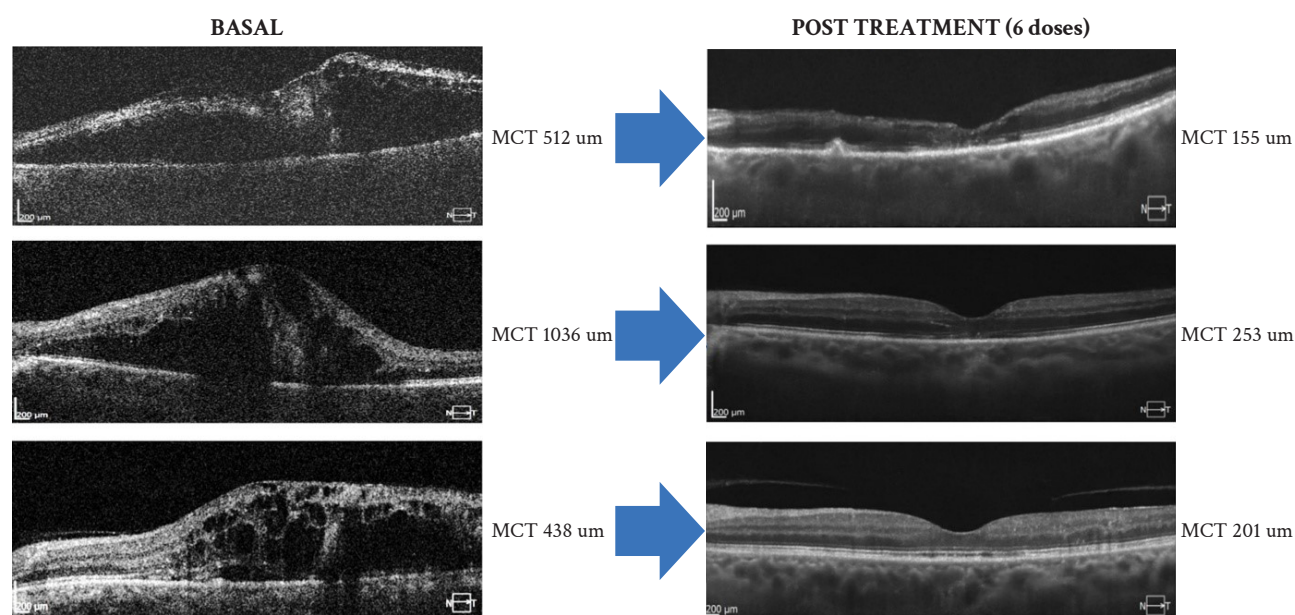 BASAL
POST TREATMENT (6 doses)
200 µm
N T
MCT 512 um
200 µm
N T
MCT 155 um
200 µm
N T
MCT 1036 um
200 µm
N T
MCT 253 um
200 µm
N T
MCT 438 um
200 µm
N T
MCT 201 um